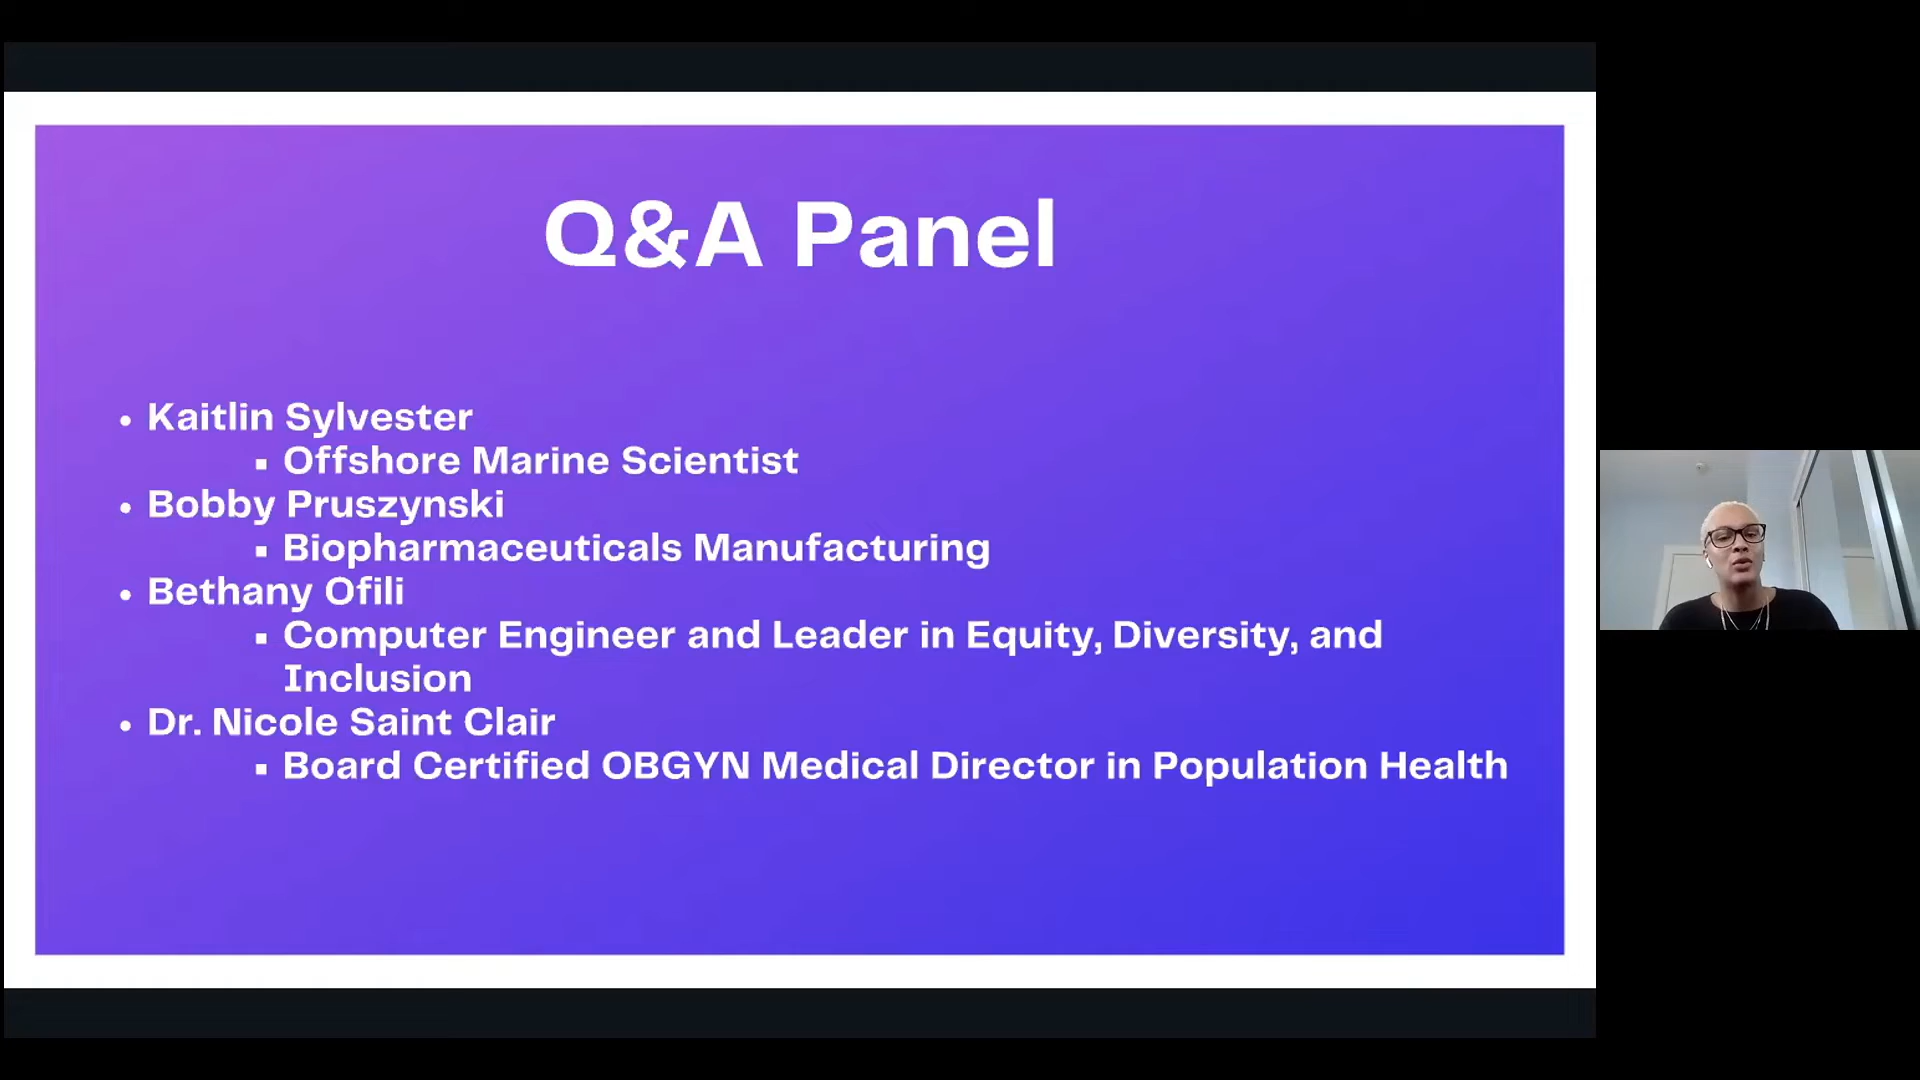 Q&A Panel
• Kaitlin Sylvester
▪ Offshore Marine Scientist
• Bobby Pruszynski
▪ Biopharmaceuticals Manufacturing
• Bethany Ofili
▪ Computer Engineer and Leader in Equity, Diversity, and
Inclusion
• Dr. Nicole Saint Clair
▪ Board Certified OBGYN Medical Director in Population Health